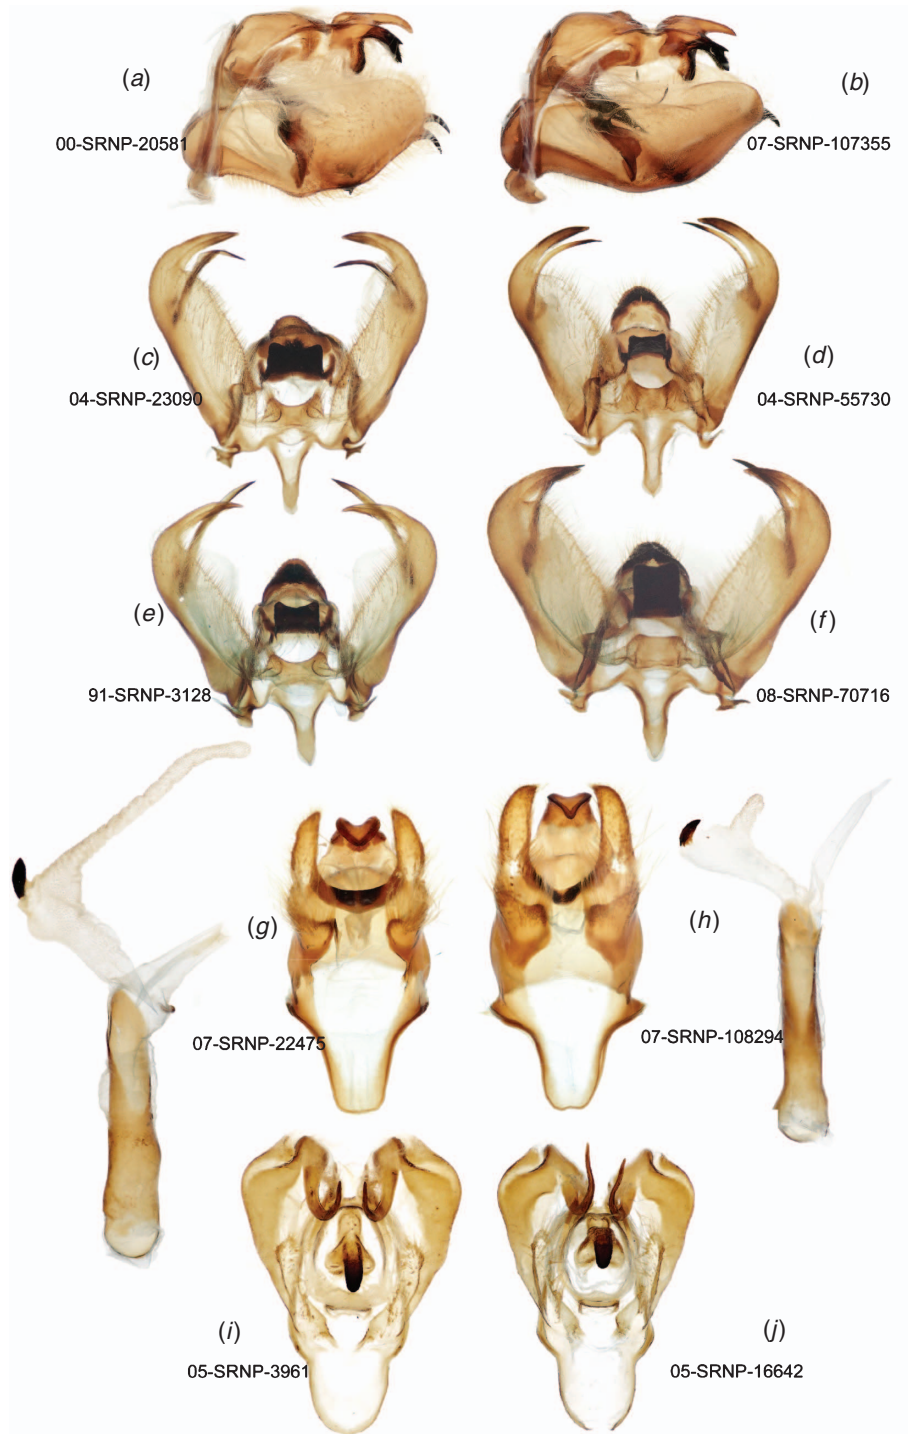 (a)
(b)
00-SRNP-20581
07-SRNP-107355
(c)
(d)
04-SRNP-23090
04-SRNP-55730
(e)
(f)
91-SRNP-3128
08-SRNP-70716
(g)
(h)
07-SRNP-22475
07-SRNP-108294
(i)
(j)
05-SRNP-3961
05-SRNP-16642